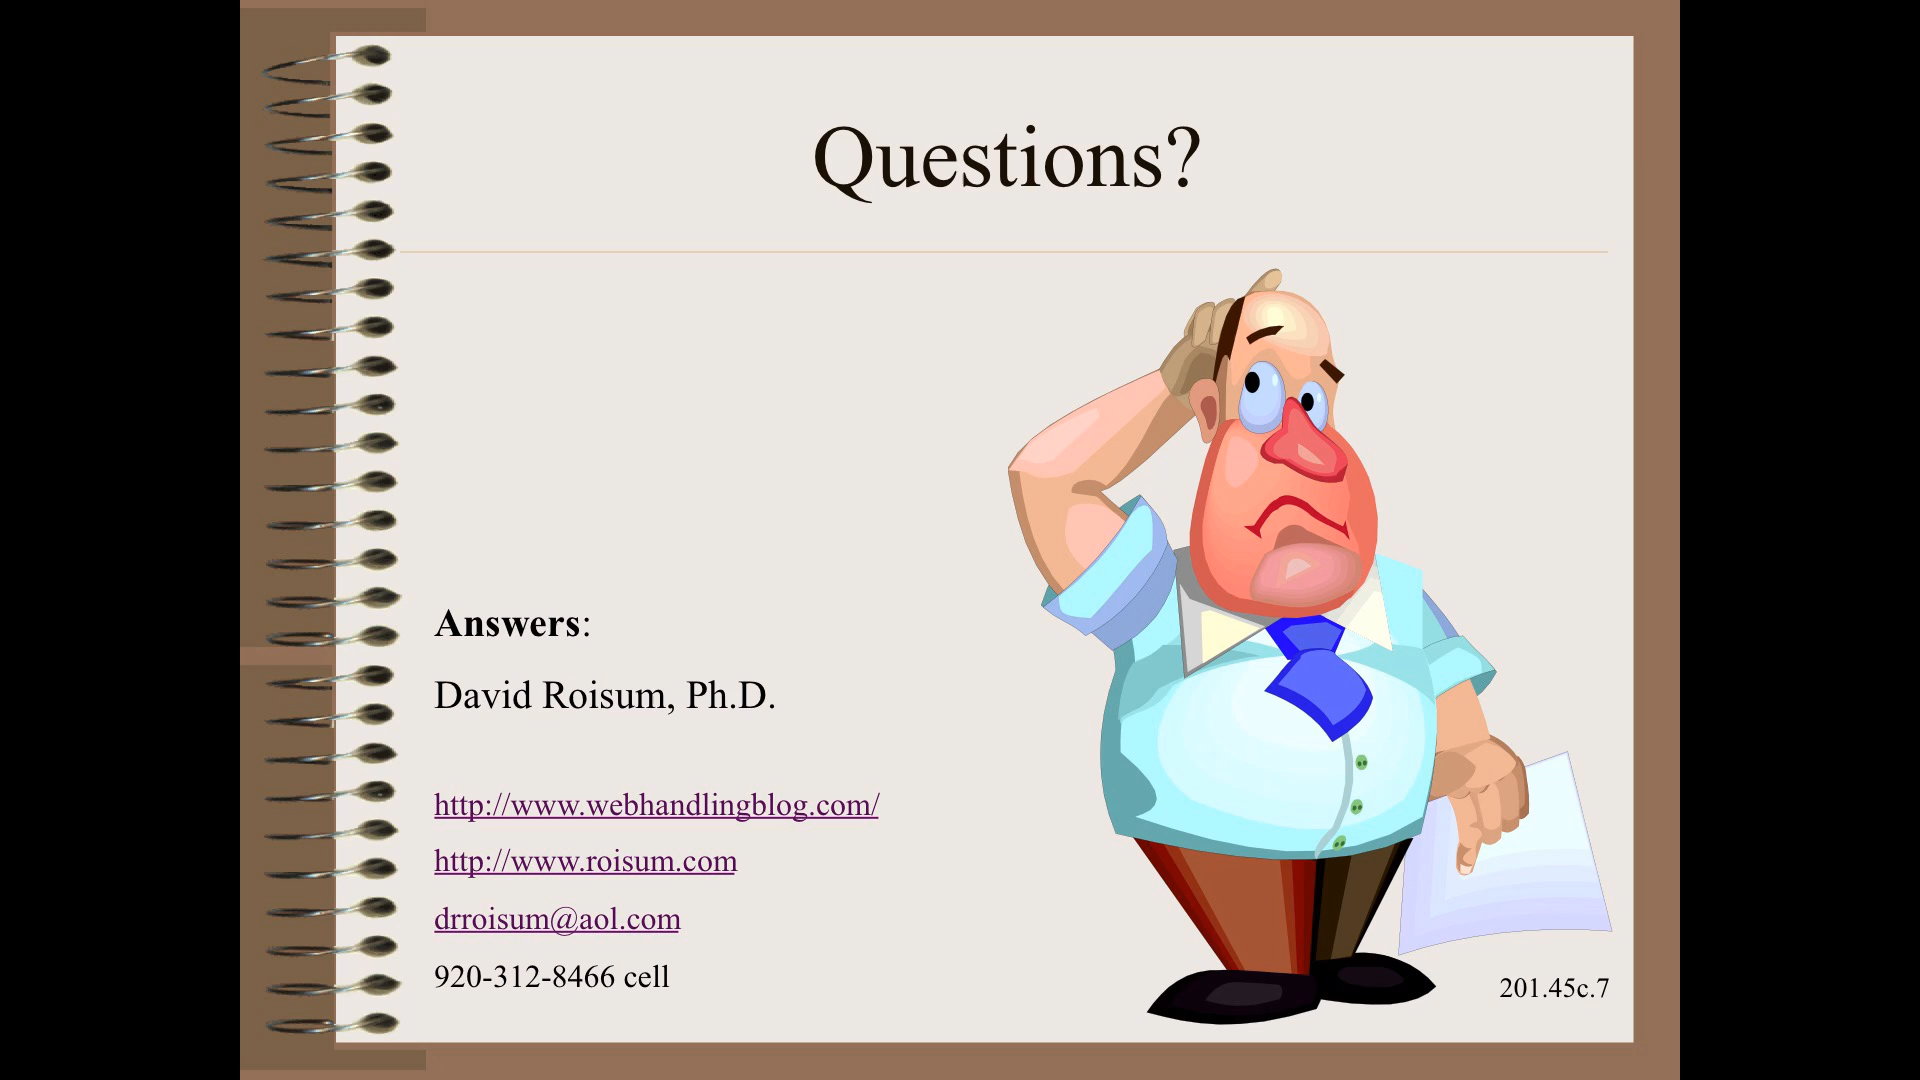 Questions?
Answers:
David Roisum, Ph.D.
http://www.webhandlingblog.com/
http://www.roisum.com
drroisum@aol.com
920-312-8466 cell
201.45c.7